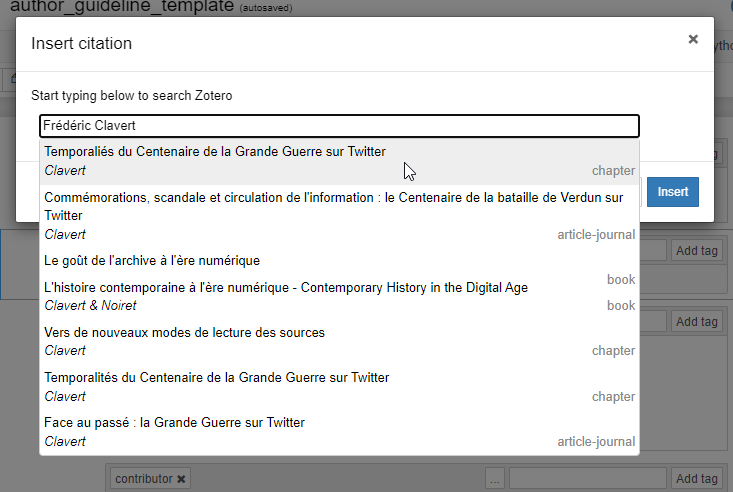 author_guideline_template (autosaved)
Insert citation
×
Start typing below to search Zotero
Frédéric Clavert
Temporaliés du Centenaire de la Grande Guerre sur Twitter
Clavert chapter
Insert
Commémorations, scandale et circulation de l'information : le Centenaire de la bataille de Verdun sur
Twitter
Clavert article-journal
Add tag
Le goût de l'archive à l'ère numérique
book
L'histoire contemporaine à l'ère numérique - Contemporary History in the Digital Age
Clavert & Noiret book
Add tag
Vers de nouveaux modes de lecture des sources
Clavert chapter
Temporalités du Centenaire de la Grande Guerre sur Twitter
Clavert chapter
Face au passé : la Grande Guerre sur Twitter
Clavert article-journal
contributor × ... Add tag